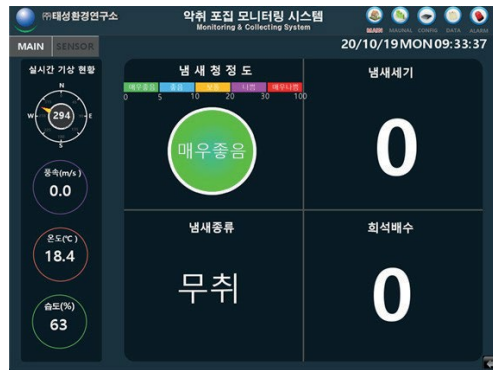 ㈜태성환경연구소
악취 포집 모니터링 시스템
Monitoring & Collecting System
MAIN MAUNAL CONFIG DATA ALARM
MAIN SENSOR
20/10/19 MON 09:33:37
실시간 기상 현황
N
W 294 E
S
풍속(m/s)
0.0
온도(℃)
18.4
습도(%)
63
냄새청정도
매우좋음 좋음 보통 나쁨 매우나쁨
0 5 10 20 30 100
매우좋음
냄새세기
0
냄새종류
무취
희석배수
0